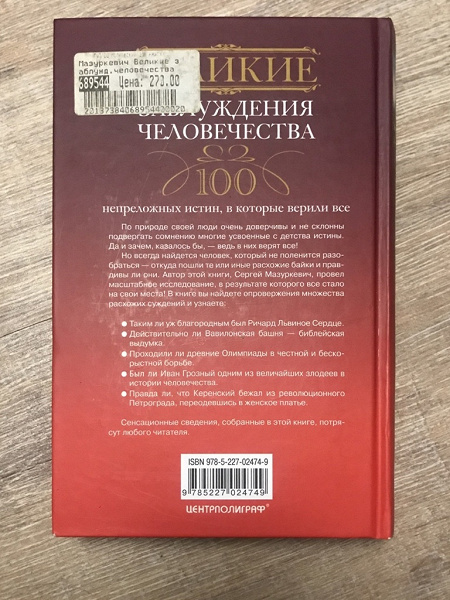 Мазуркевич Великие з
аблужд.человечества
689544 Цена: 273.00
ЛИКИЕ
УЖДЕНИЯ
ЧЕЛОВЕЧЕСТВА
100
непреложных истин, в которые верили все
По природе своей люди очень доверчивы и не склонны
подвергать сомнению многие усвоенные с детства истины.
Да и зачем, казалось бы, — ведь в них верят все!
Но всегда найдется человек, который не поленится разо-
браться — откуда пошли те или иные расхожие байки и прав-
дивы ли они. Автор этой книги, Сергей Мазуркевич, провел
масштабное исследование, в результате которого все стало
на свои места! В книге вы найдете опровержения множества
расхожих суждений и узнаете:
● Таким ли уж благородным был Ричард Львиное Сердце.
● Действительно ли Вавилонская башня — библейская
выдумка.
● Проходили ли древние Олимпиады в честной и беско-
рыстной борьбе.
● Был ли Иван Грозный одним из величайших злодеев в
истории человечества.
● Правда ли, что Керенский бежал из революционного
Петрограда, переодевшись в женское платье.
Сенсационные сведения, собранные в этой книге, потря-
сут любого читателя.
ISBN 978-5-227-02474-9
9 785227 024749
ЦЕНТРПОЛИГРАФ®